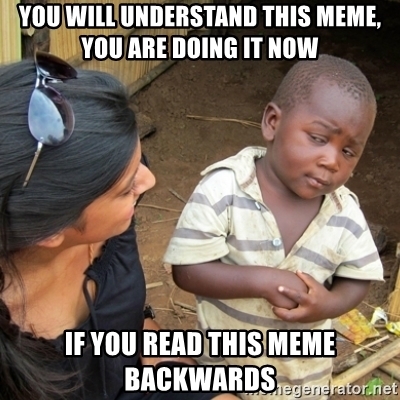 YOU WILL UNDERSTAND THIS MEME,
YOU ARE DOING IT NOW
IF YOU READ THIS MEME
BACKWARDS
memegenerator.net